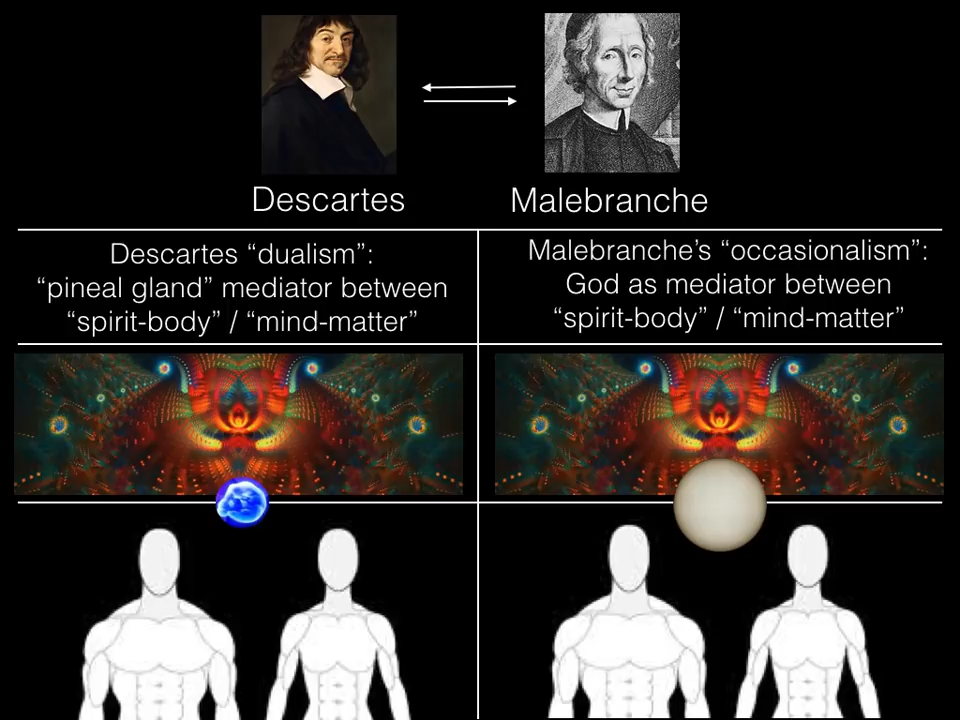 Descartes
Malebranche
Descartes “dualism”:
“pineal gland” mediator between
“spirit-body” / “mind-matter”
Malebranche’s “occasionalism”:
God as mediator between
“spirit-body” / “mind-matter”